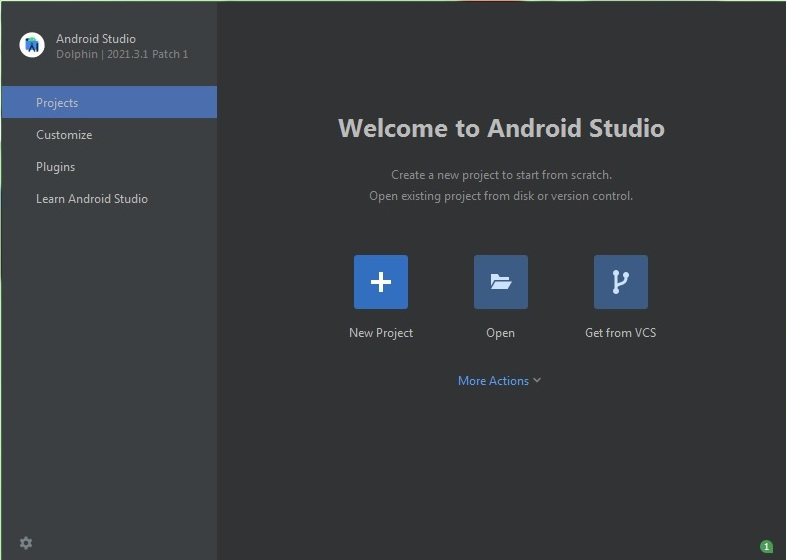 Android Studio
Dolphin | 2021.3.1 Patch 1
Projects
Customize
Plugins
Learn Android Studio
Welcome to Android Studio
Create a new project to start from scratch.
Open existing project from disk or version control.
New Project
Open
Get from VCS
More Actions
1